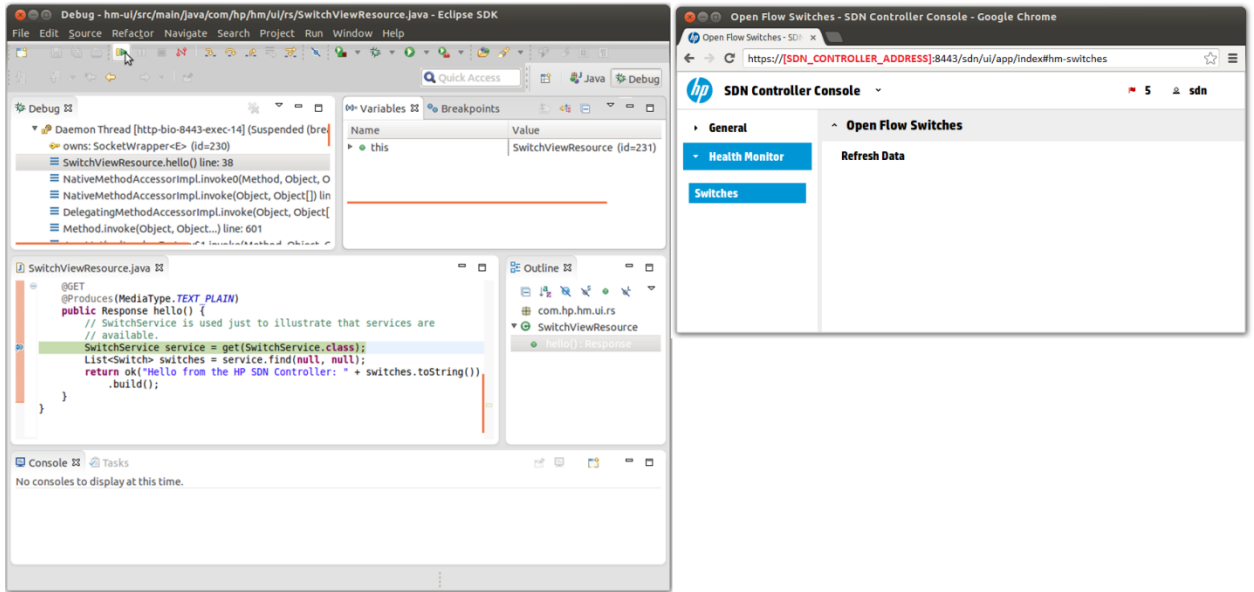 Debug - hm-ui/src/main/java/com/hp/hm/ui/rs/SwitchViewResource.java - Eclipse SDK
File Edit Source Refactor Navigate Search Project Run Window Help
Quick Access
Java
Debug
Debug
Daemon Thread [http-bio-8443-exec-14] (Suspended (brea
owns: SocketWrapper<E> (id=230)
SwitchViewResource.hello() line: 38
NativeMethodAccessorImpl.invoke0(Method, Object, O
NativeMethodAccessorImpl.invoke(Object, Object[]) lin
DelegatingMethodAccessorImpl.invoke(Object, Object[
Method.invoke(Object, Object...) line: 601
Variables
Breakpoints
Name Value
this SwitchViewResource (id=231)
SwitchViewResource.java
@GET
@Produces(MediaType.TEXT_PLAIN)
public Response hello() {
// SwitchService is used just to illustrate that services are
// available.
SwitchService service = get(SwitchService.class);
List<Switch> switches = service.find(null, null);
return ok("Hello from the HP SDN Controller: " + switches.toString())
.build();
}
}
Outline
com.hp.hm.ui.rs
SwitchViewResource
hello() : Response
Console
Tasks
No consoles to display at this time.
Open Flow Switches - SDN Controller Console - Google Chrome
Open Flow Switches - SDN
https://[SDN_CONTROLLER_ADDRESS]:8443/sdn/ui/app/index#hm-switches
hp
SDN Controller Console
5
sdn
General
Health Monitor
Switches
Open Flow Switches
Refresh Data